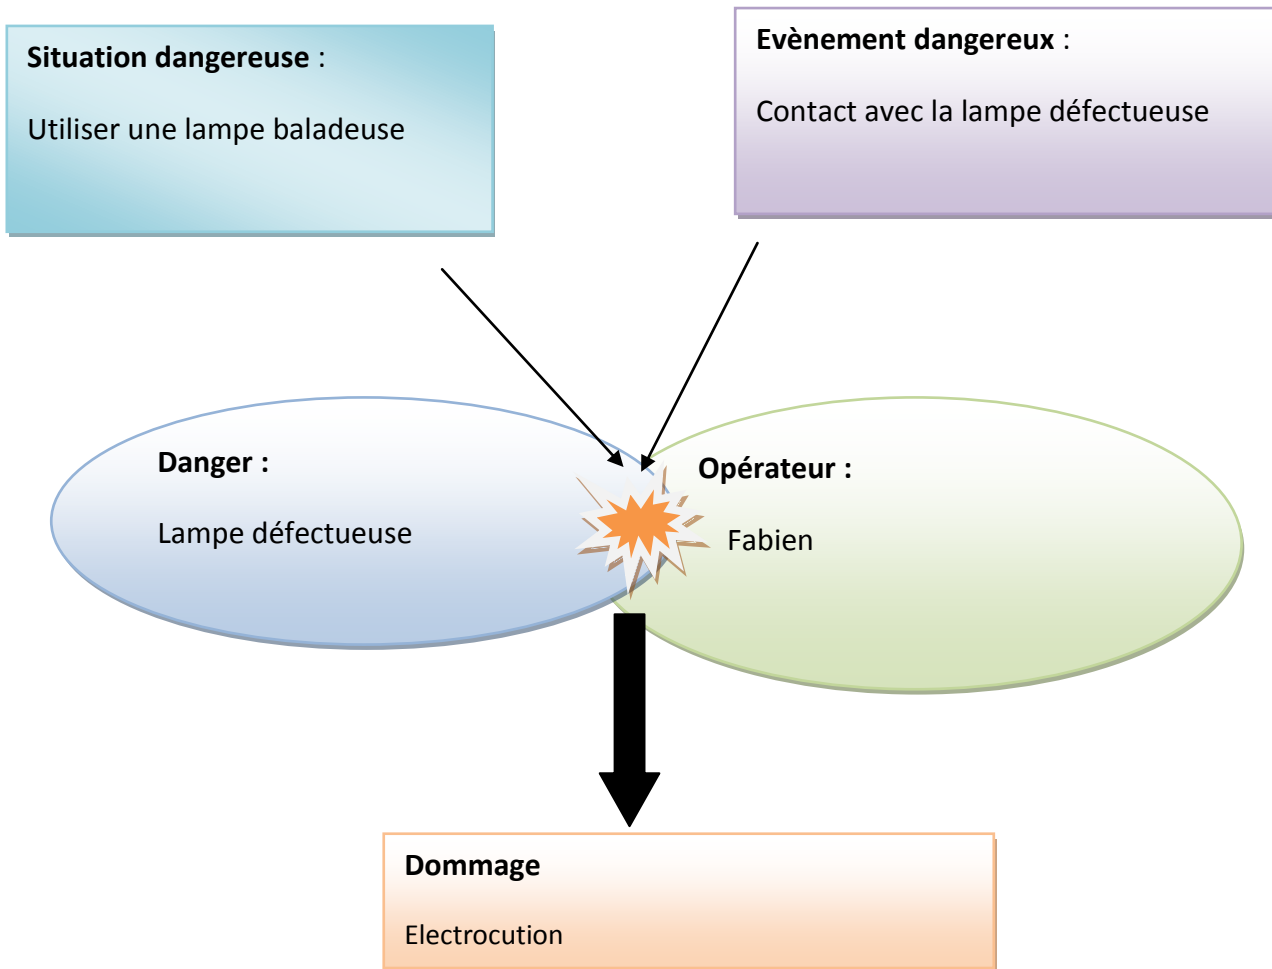 Situation dangereuse :
Utiliser une lampe baladeuse
Evènement dangereux :
Contact avec la lampe défectueuse
Danger :
Lampe défectueuse
Opérateur :
Fabien
Dommage
Electrocution